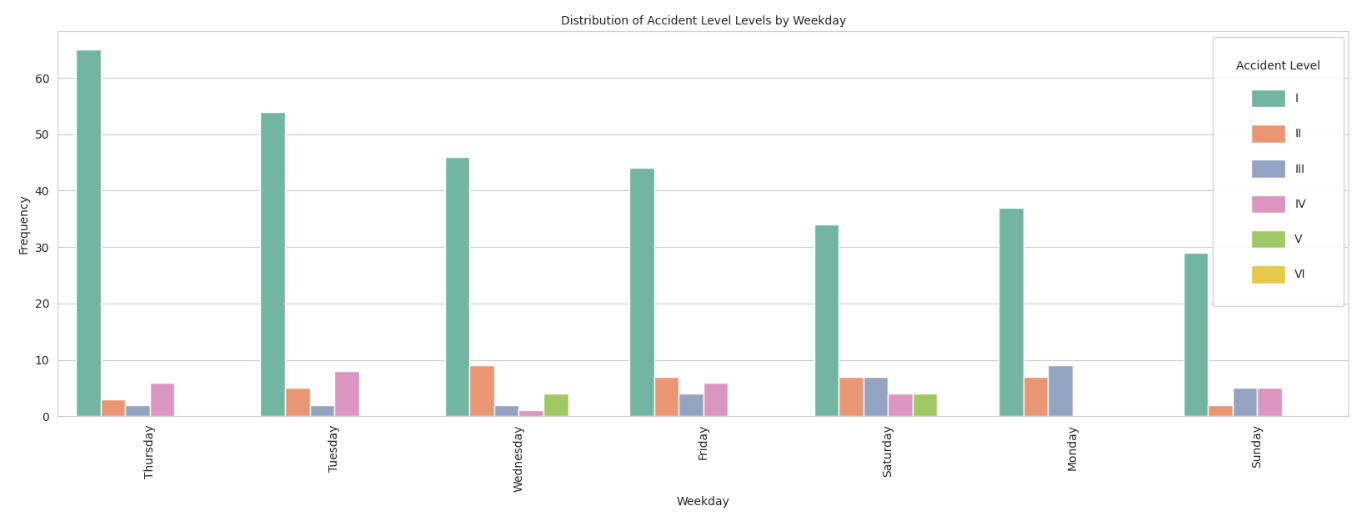 Distribution of Accident Level Levels by Weekday
Accident Level
I
II
III
IV
V
VI
Frequency
60
50
40
30
20
10
0
Thursday
Tuesday
Wednesday
Friday
Saturday
Monday
Sunday
Weekday